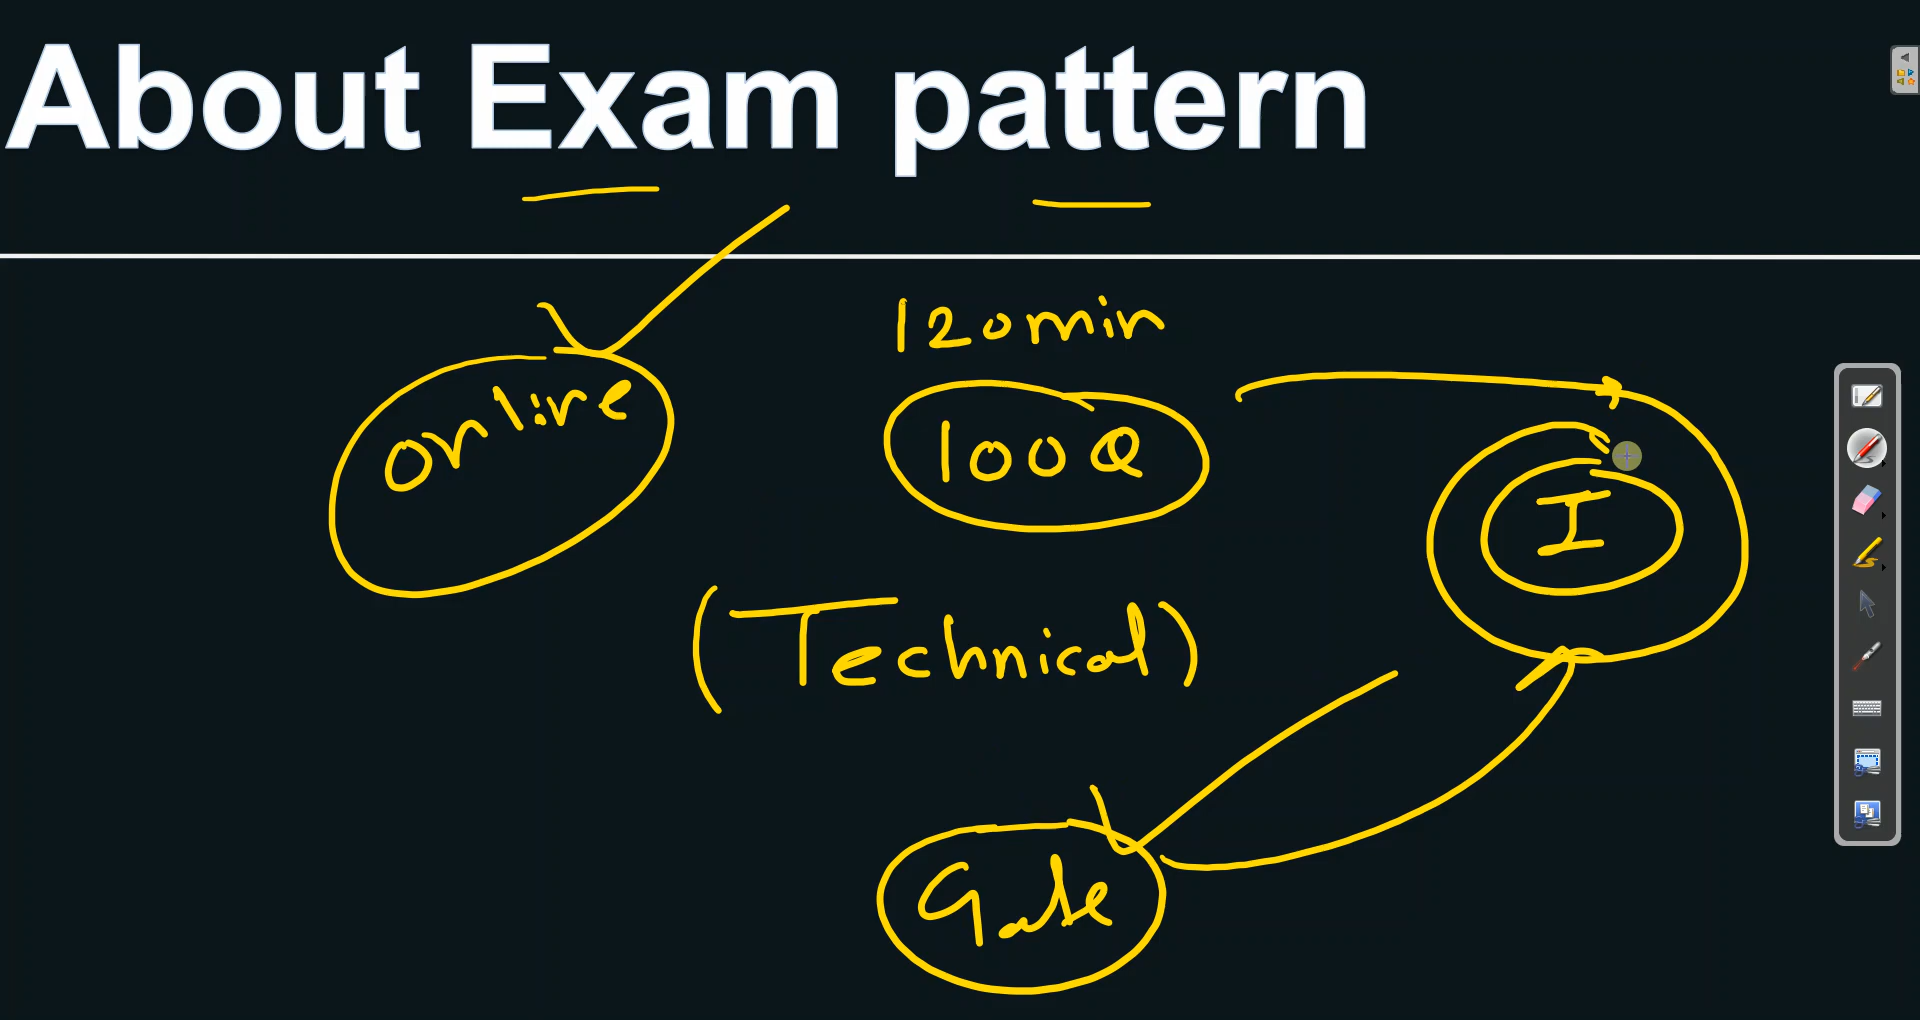 About Exam pattern
120min
online
100Q
I
(Technical)
Gate